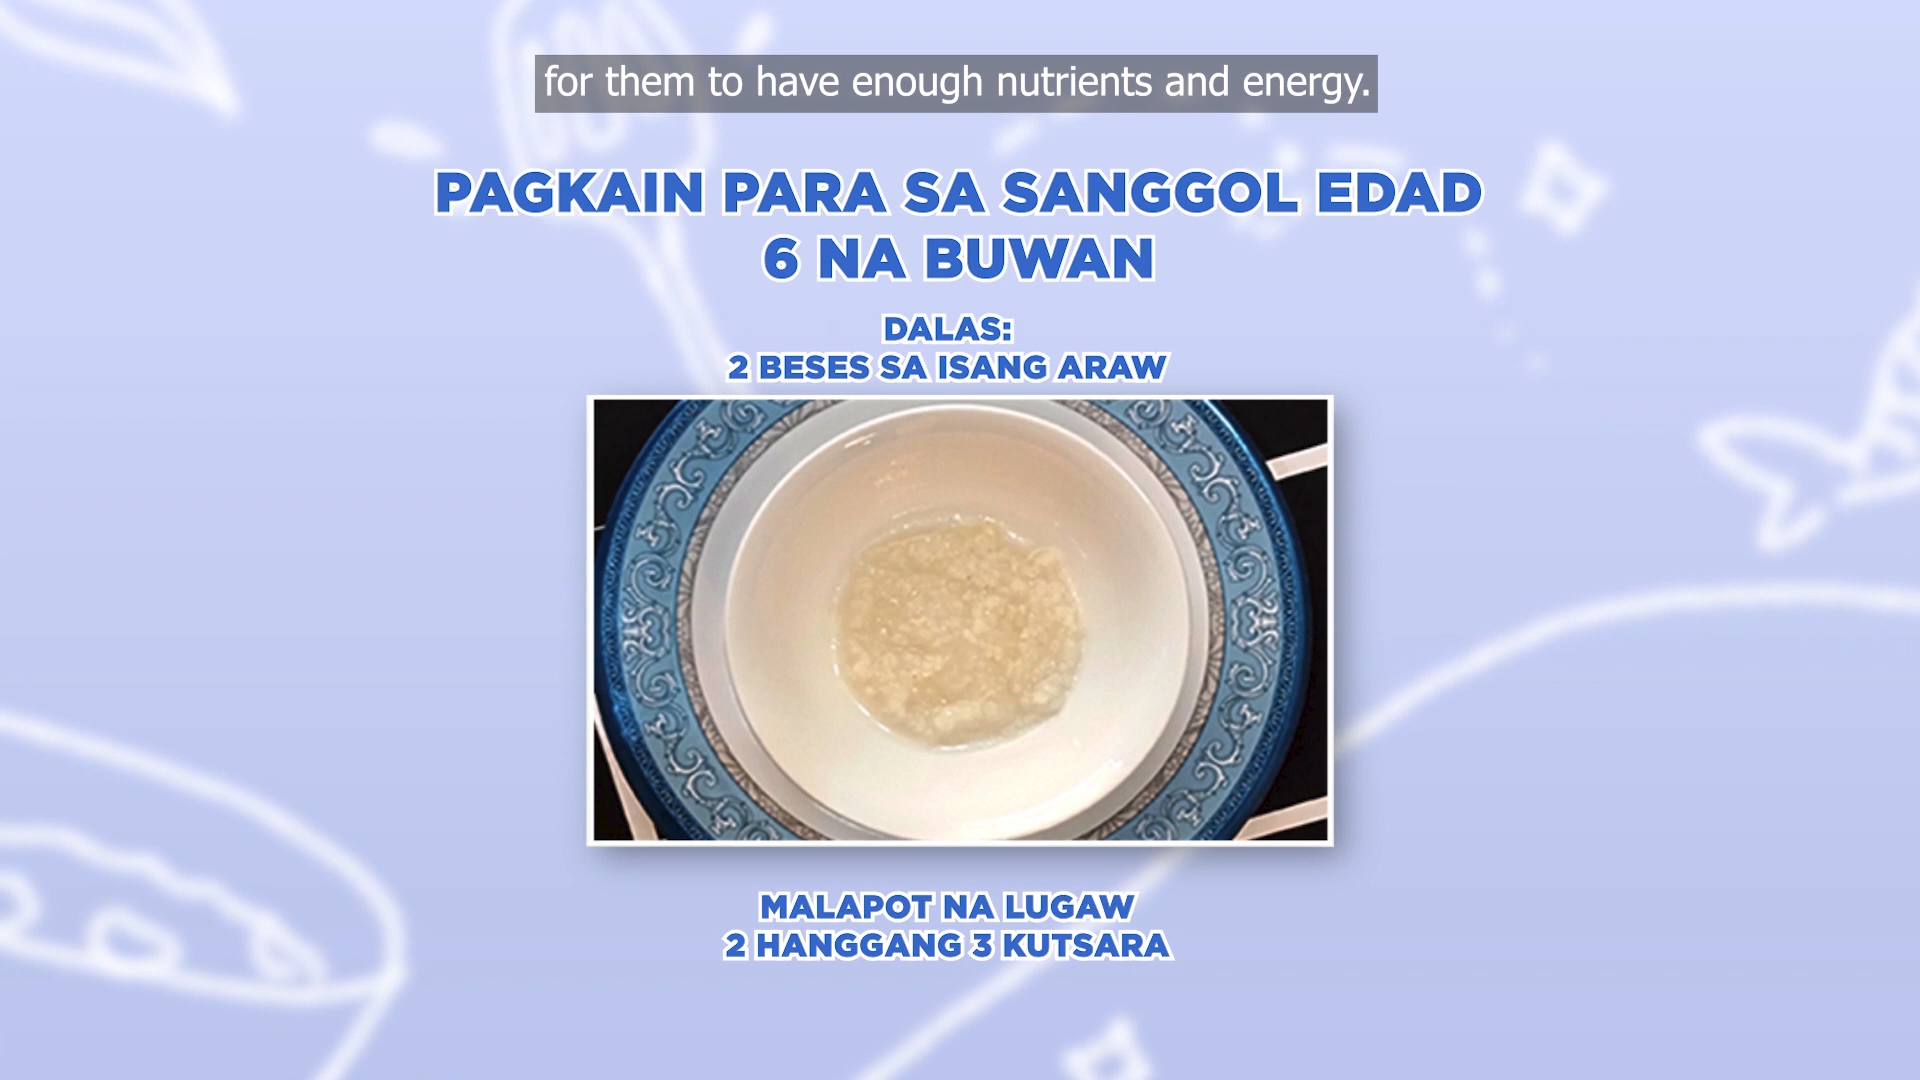 for them to have enough nutrients and energy.
PAGKAIN PARA SA SANGGOL EDAD
6 NA BUWAN
DALAS:
2 BESES SA ISANG ARAW
MALAPOT NA LUGAW
2 HANGGANG 3 KUTSARA